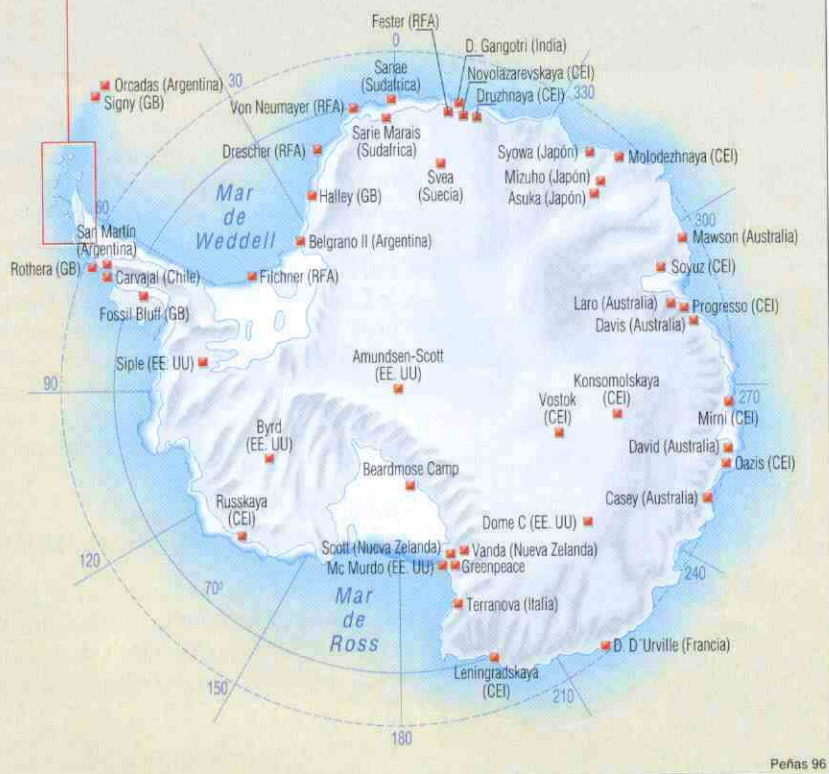 Fester (RFA)
0
D. Gangotri (India)
Noyolazarevskaya (CEI)
Druzhnaya (CEI)
330
Orcadas (Argentina)
Signy (GB)
30
Sanae
(Sudafrica)
Von Neumayer (RFA)
Sarie Marais
(Sudafrica)
Drescher (RFA)
Svea
(Suecia)
Syowa (Japón)
Molodezhnaya (CEI)
Mizuho (Japón)
Asuka (Japón)
Mar
de
Weddell
Halley (GB)
300
60
San Martín
(Argentina)
Belgrano II (Argentina)
Mawson (Australia)
Rothera (GB)
Carvajal (Chile)
Filchner (RFA)
Soyuz (CEI)
Fossil Bluff (GB)
Laro (Australia)
Progresso (CEI)
Davis (Australia)
Siple (EE. UU)
Amundsen-Scott
(EE. UU)
90
270
Konsomolskaya
(CEI)
Vostok
(CEI)
Mirni (CEI)
Byrd
(EE. UU)
David (Australia)
Oazis (CEI)
Beardmose Camp
Casey (Australia)
Russkaya
(CEI)
Dome C (EE. UU)
Scott (Nueva Zelanda)
Vanda (Nueva Zelanda)
Mc Murdo (EE. UU)
Greenpeace
120
240
70º
Mar
de
Ross
Terranova (Italia)
D. D´Urville (Francia)
Leningradskaya
(CEI)
150
210
180
Peñas 96